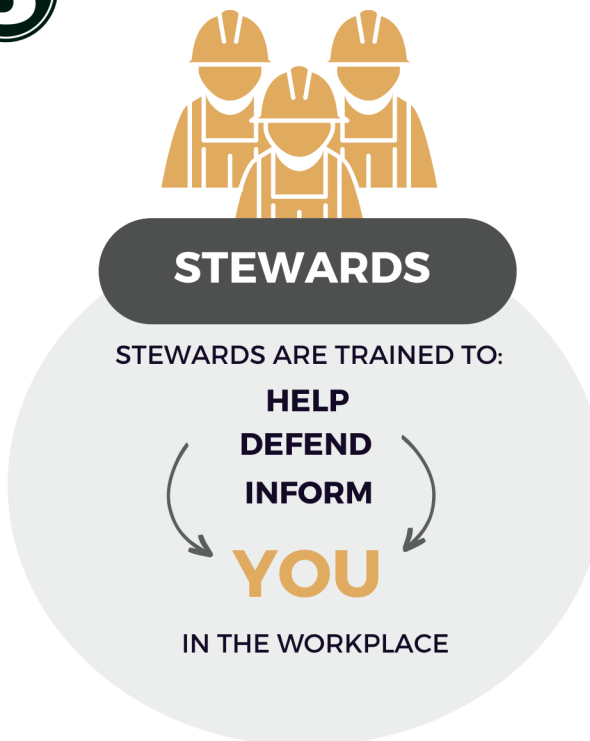 STEWARDS
STEWARDS ARE TRAINED TO:
HELP
DEFEND
INFORM
YOU
IN THE WORKPLACE